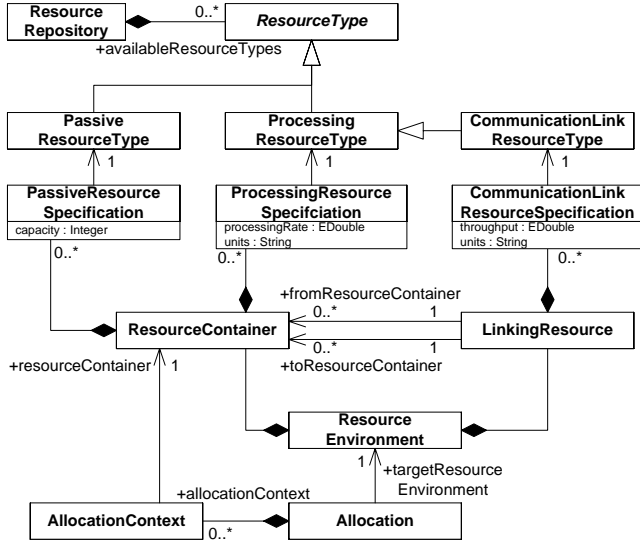 Resource
Repository
0..*
ResourceType
+availableResourceTypes
Passive
ResourceType
Processing
ResourceType
CommunicationLink
ResourceType
1
1
1
PassiveResource
Specification
capacity : Integer
ProcessingResource
Specifciation
processingRate : EDouble
units : String
CommunicationLink
ResourceSpecification
throughput : EDouble
units : String
0..*
0..*
0..*
+fromResourceContainer
0..*
1
ResourceContainer
LinkingResource
0..*
1
+resourceContainer
1
+toResourceContainer
Resource
Environment
1
+targetResource
Environment
+allocationContext
AllocationContext
0..*
Allocation